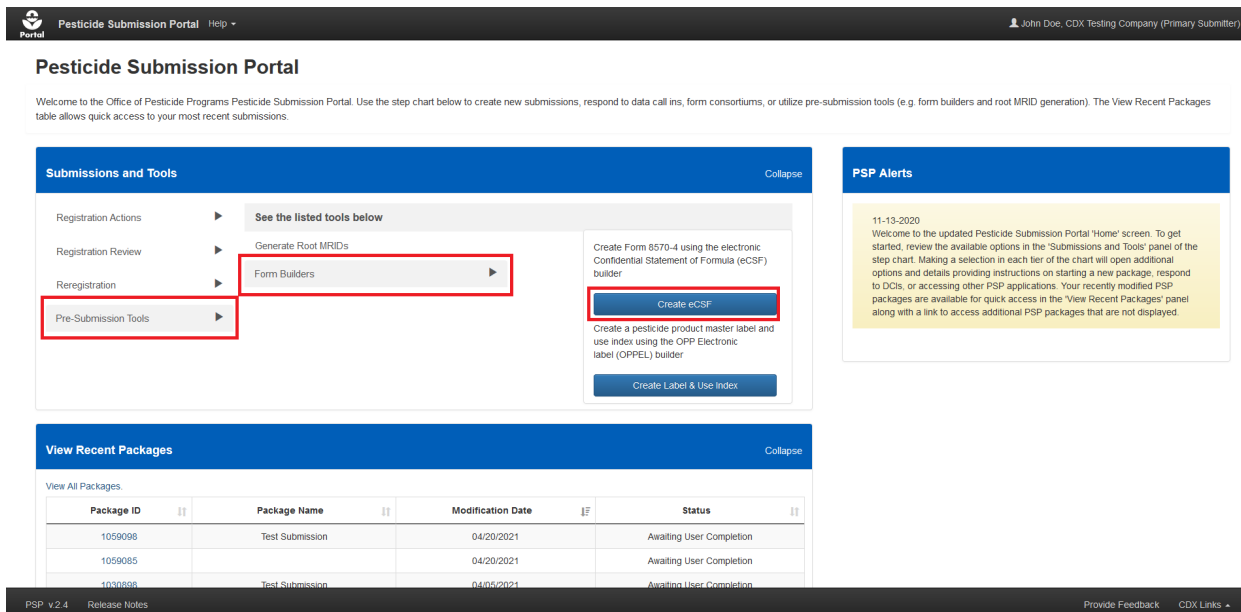 Portal
Pesticide Submission Portal Help
John Doe, CDX Testing Company (Primary Submitter)
Pesticide Submission Portal
Welcome to the Office of Pesticide Programs Pesticide Submission Portal. Use the step chart below to create new submissions, respond to data call ins, form consortiums, or utilize pre-submission tools (e.g. form builders and root MRID generation). The View Recent Packages
table allows quick access to your most recent submissions.
Submissions and Tools
Collapse
Registration Actions
Registration Review
Reregistration
Pre-Submission Tools
See the listed tools below
Generate Root MRIDs
Form Builders
Create Form 8570-4 using the electronic
Confidential Statement of Formula (eCSF)
builder
Create eCSF
Create a pesticide product master label and
use index using the OPP Electronic
label (OPPEL) builder
Create Label & Use Index
PSP Alerts
11-13-2020
Welcome to the updated Pesticide Submission Portal 'Home' screen. To get
started, review the available options in the 'Submissions and Tools' panel of the
step chart. Making a selection in each tier of the chart will open additional
options and details providing instructions on starting a new package, respond
to DCIs, or accessing other PSP applications. Your recently modified PSP
packages are available for quick access in the 'View Recent Packages' panel
along with a link to access additional PSP packages that are not displayed.
View Recent Packages
Collapse
View All Packages.
Package ID Package Name Modification Date Status
1059098 Test Submission 04/20/2021 Awaiting User Completion
1059085 04/20/2021 Awaiting User Completion
1030898 Test Submission 04/05/2021 Awaiting User Completion
PSP v.2.4 Release Notes
Provide Feedback CDX Links